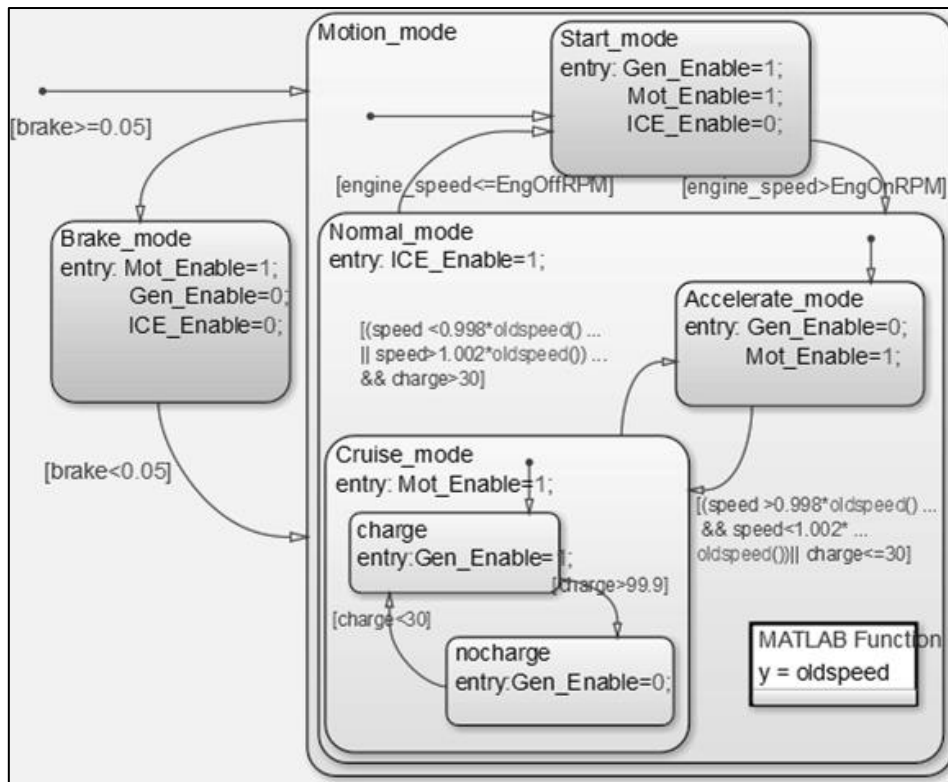 Motion_mode
Start_mode
entry: Gen_Enable=1;
Mot_Enable=1;
ICE_Enable=0;
[brake>=0.05]
[engine_speed<=EngOffRPM]
[engine_speed>EngOnRPM]
Brake_mode
entry: Mot_Enable=1;
Gen_Enable=0;
ICE_Enable=0;
[brake<0.05]
Normal_mode
entry: ICE_Enable=1;
Accelerate_mode
entry: Gen_Enable=0;
Mot_Enable=1;
[(speed <0.998*oldspeed() ...
|| speed>1.002*oldspeed()) ...
&& charge>30]
Cruise_mode
entry: Mot_Enable=1;
charge
entry:Gen_Enable=1;
[charge>99.9]
[charge<30]
nocharge
entry:Gen_Enable=0;
[(speed >0.998*oldspeed() ...
&& speed<1.002* ...
oldspeed())|| charge<=30]
MATLAB Function
y = oldspeed